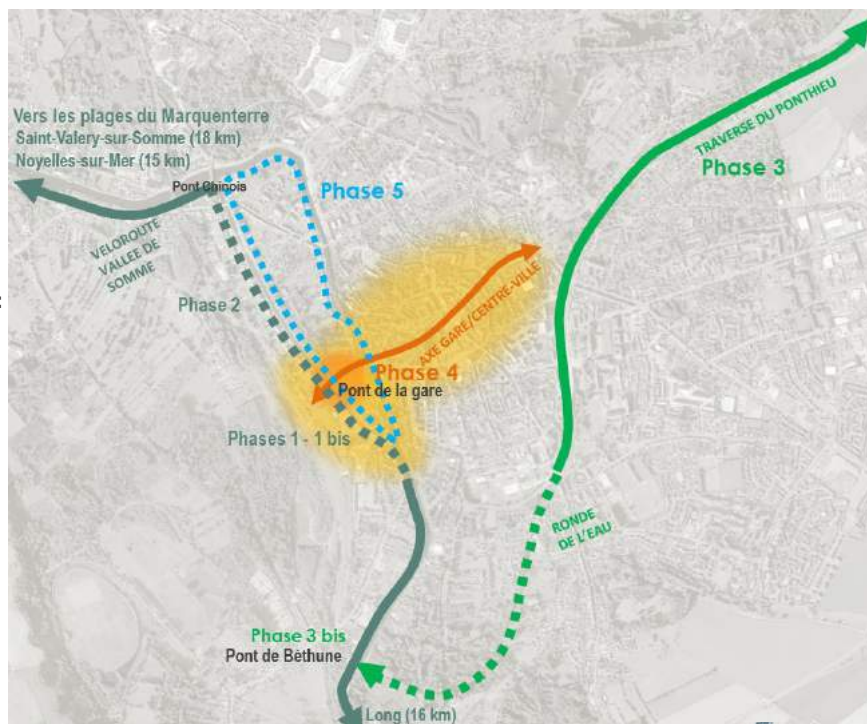 Vers les plages du Marquenterre
Saint-Valery-sur-Somme (18 km)
Noyelles-sur-Mer (15 km)
Pont Chinois
VELOROUTE
VALLEE DE
SOMME
Phase 5
TRAVERSE DU PONTHIEU
Phase 3
Phase 2
:
AXE GARE/CENTRE-VILLE
Phase 4
Pont de la gare
Phases 1 - 1 bis
RONDE
DE L'EAU
Phase 3 bis
Pont de Béthune
Long (16 km)